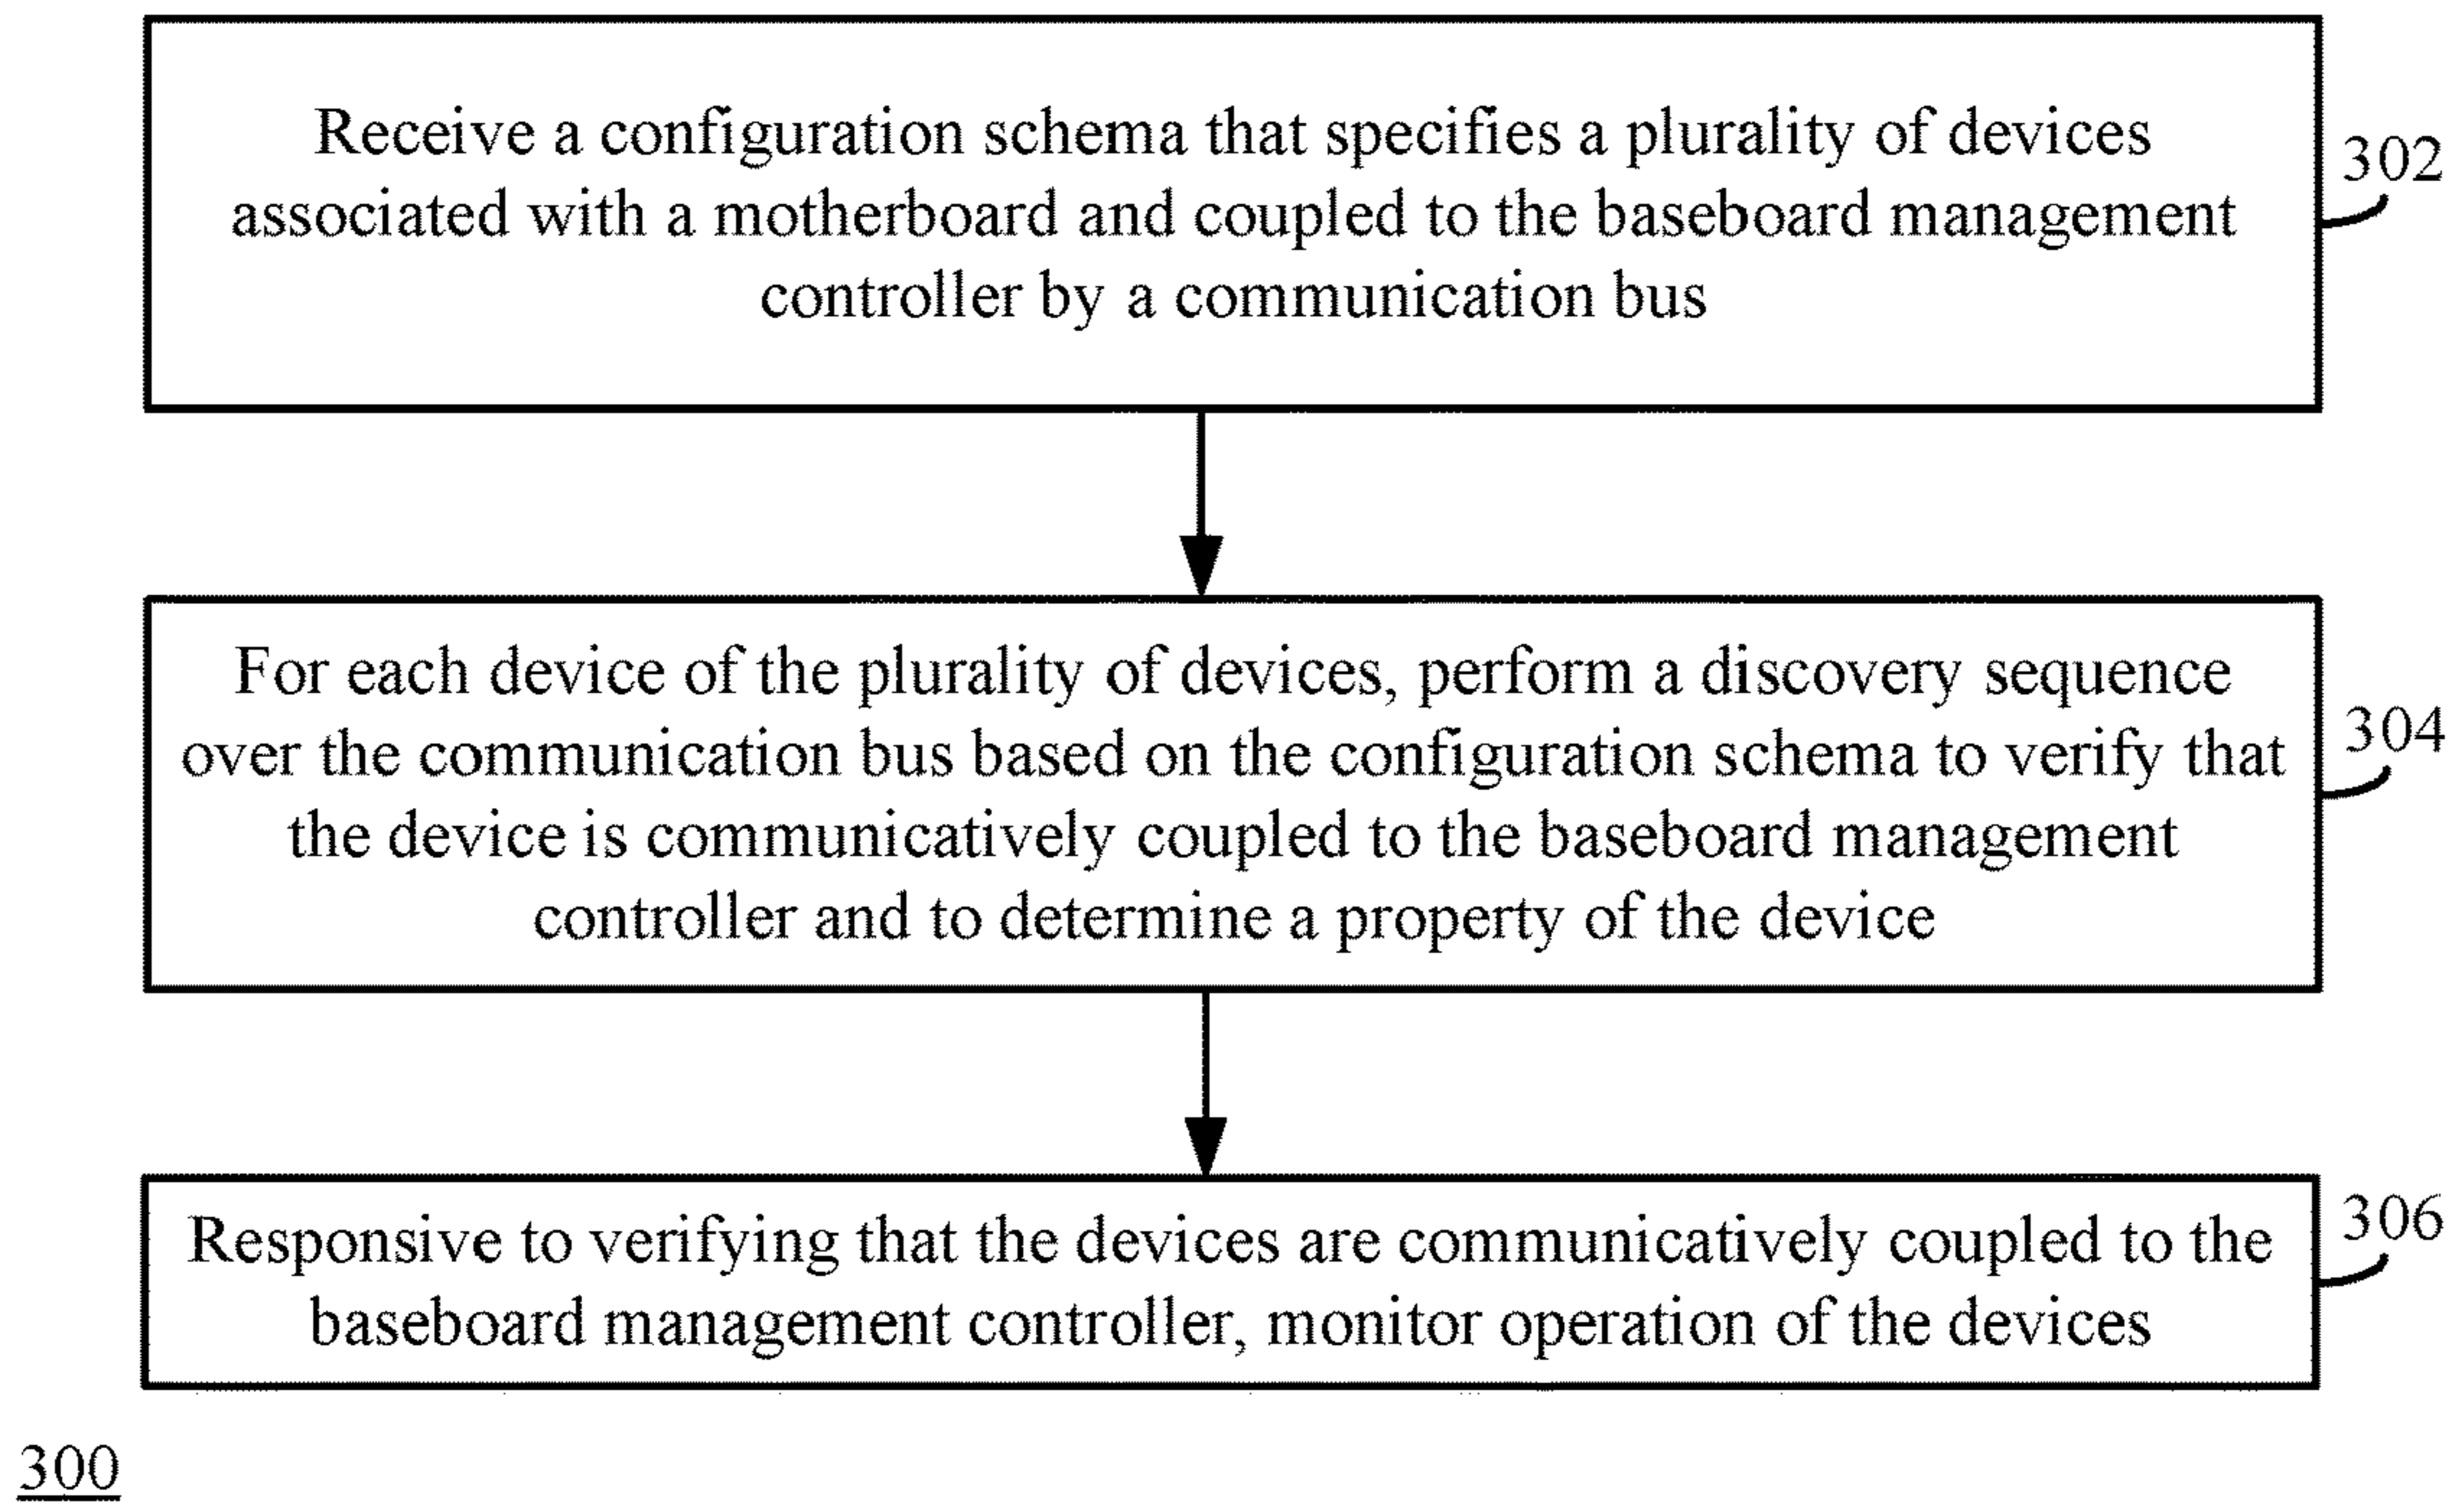 Receive a configuration schema that specifies a plurality of devices
associated with a motherboard and coupled to the baseboard management
controller by a communication bus
302
For each device of the plurality of devices, perform a discovery sequence
over the communication bus based on the configuration schema to verify that
the device is communicatively coupled to the baseboard management
controller and to determine a property of the device
304
Responsive to verifying that the devices are communicatively coupled to the
baseboard management controller, monitor operation of the devices
306
300